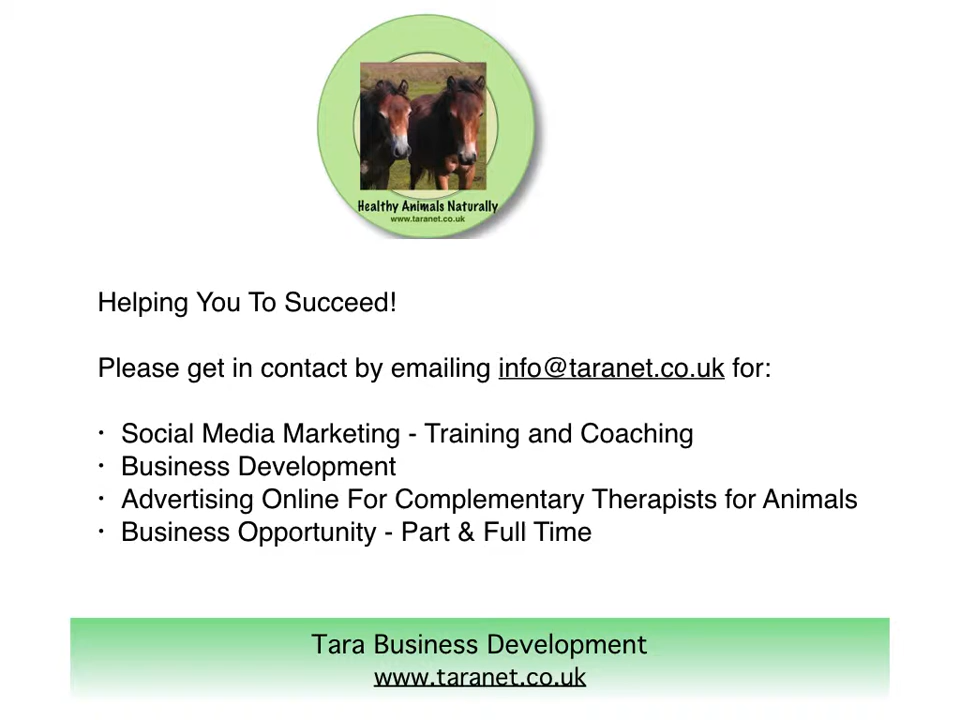 Healthy Animals Naturally
www.taranet.co.uk
Helping You To Succeed!
Please get in contact by emailing info@taranet.co.uk for:
· Social Media Marketing - Training and Coaching
· Business Development
· Advertising Online For Complementary Therapists for Animals
· Business Opportunity - Part & Full Time
Tara Business Development
www.taranet.co.uk